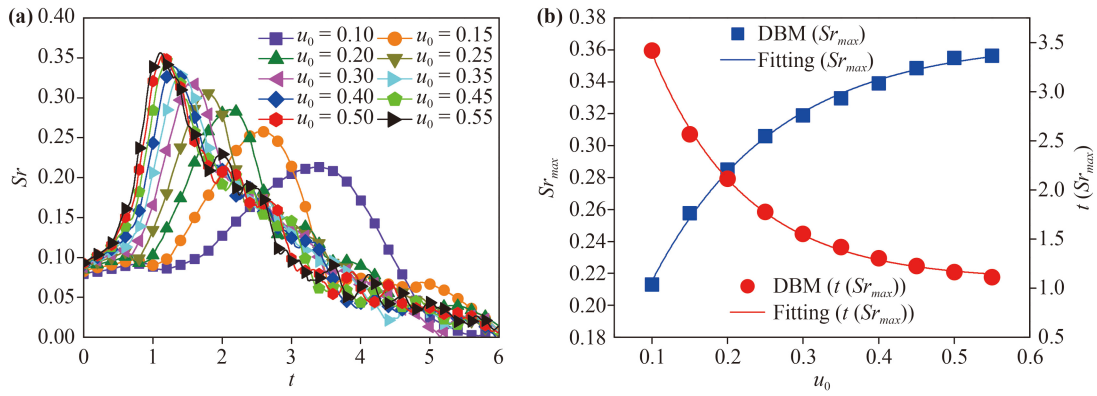 (a)
u₀ = 0.10 u₀ = 0.15
u₀ = 0.20 u₀ = 0.25
u₀ = 0.30 u₀ = 0.35
u₀ = 0.40 u₀ = 0.45
u₀ = 0.50 u₀ = 0.55
0.40
0.35
0.30
0.25
0.20
0.15
0.10
0.05
0.00
Sr
0 1 2 3 4 5 6
t
(b)
DBM (Srₘₐₓ)
Fitting (Srₘₐₓ)
DBM (t (Srₘₐₓ))
Fitting (t (Srₘₐₓ))
0.38
0.36
0.34
0.32
0.30
0.28
0.26
0.24
0.22
0.20
0.18
Srₘₐₓ
0.1 0.2 0.3 0.4 0.5 0.6
u₀
3.5
3.0
2.5
2.0
1.5
1.0
0.5
t (Srₘₐₓ)